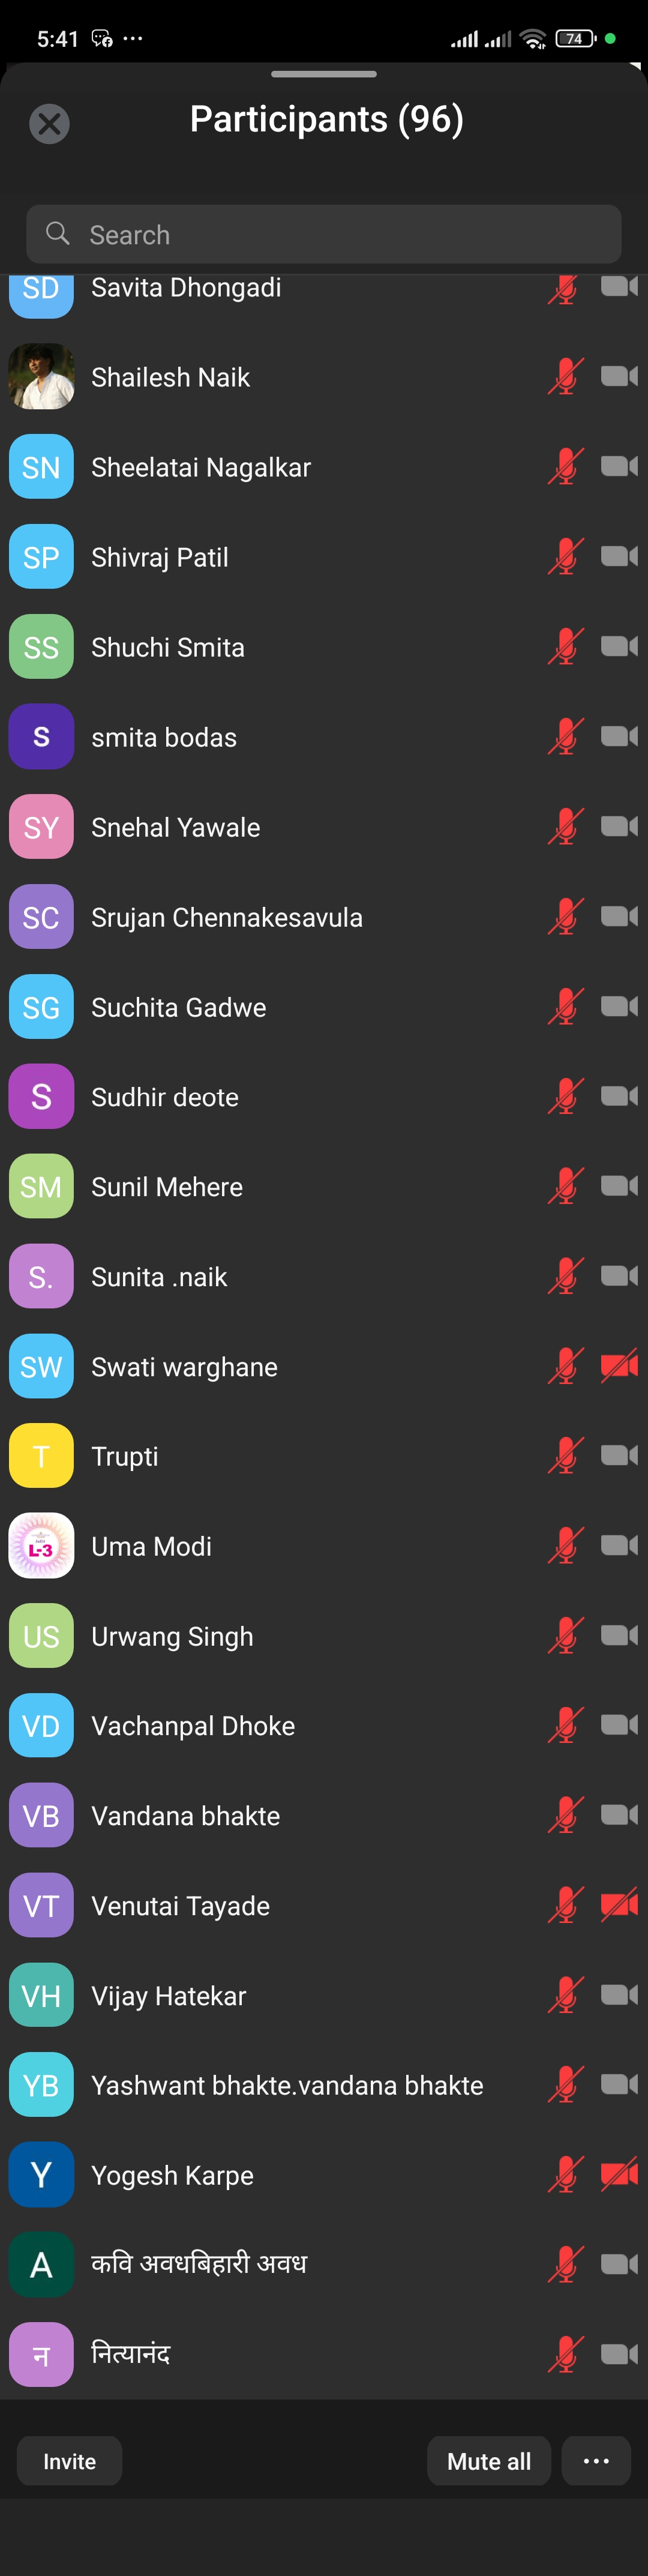 5:41
74
Participants (96)
Search
SD Savita Dhongadi
Shailesh Naik
SN Sheelatai Nagalkar
SP Shivraj Patil
SS Shuchi Smita
S smita bodas
SY Snehal Yawale
SC Srujan Chennakesavula
SG Suchita Gadwe
S Sudhir deote
SM Sunil Mehere
S. Sunita .naik
SW Swati warghane
T Trupti
L-3 Uma Modi
US Urwang Singh
VD Vachanpal Dhoke
VB Vandana bhakte
VT Venutai Tayade
VH Vijay Hatekar
YB Yashwant bhakte.vandana bhakte
Y Yogesh Karpe
A कवि अवधबिहारी अवध
न नित्यानंद
Invite
Mute all